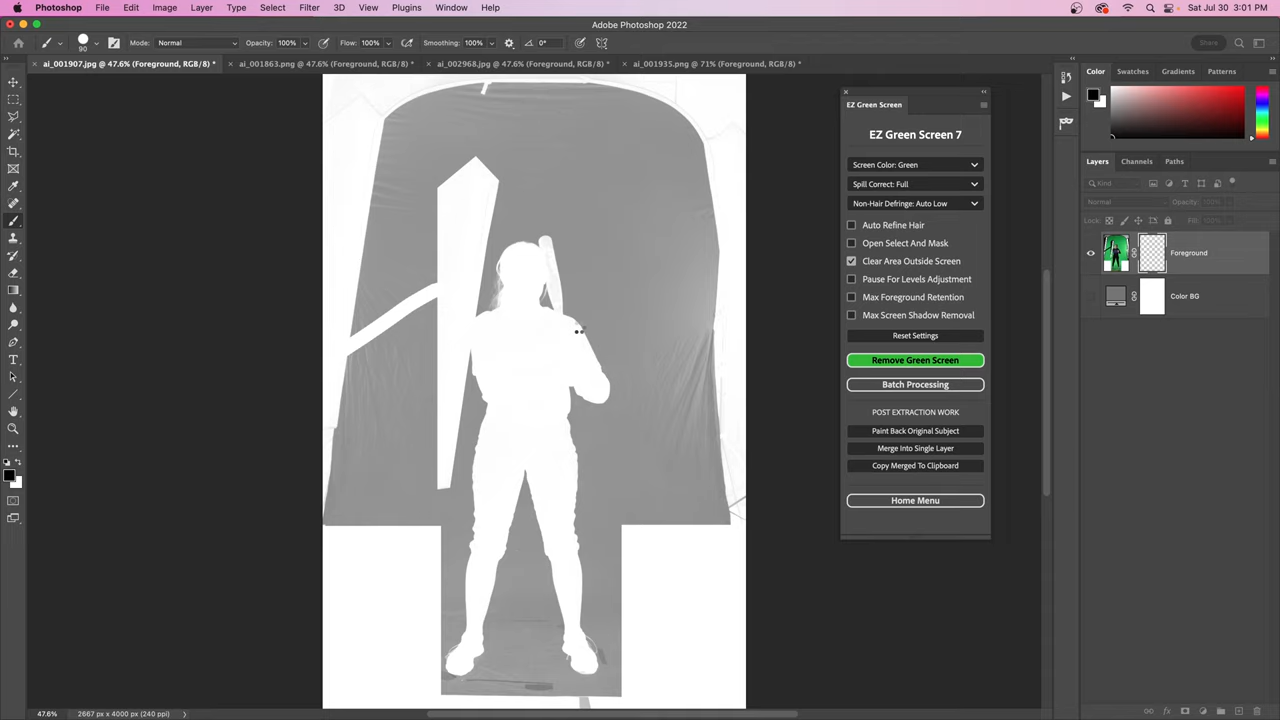 Photoshop File Edit Image Layer Type Select Filter 3D View Plugins Window Help Sat Jul 30 3:01 PM
Adobe Photoshop 2022
90 Mode: Normal Opacity: 100% Flow: 100% Smoothing: 100% 0° Share
ai_001907.jpg @ 47.6% (Foreground, RGB/8) * ai_001863.png @ 47.6% (Foreground, RGB/8) * ai_002968.jpg @ 47.6% (Foreground, RGB/8) * ai_001935.png @ 71% (Foreground, RGB/8) *
Color Swatches Gradients Patterns
EZ Green Screen
EZ Green Screen 7
Screen Color: Green
Spill Correct: Full
Non-Hair Defringe: Auto Low
Auto Refine Hair
Open Select And Mask
Clear Area Outside Screen
Pause For Levels Adjustment
Max Foreground Retention
Max Screen Shadow Removal
Reset Settings
Remove Green Screen
Batch Processing
POST EXTRACTION WORK
Paint Back Original Subject
Merge Into Single Layer
Copy Merged To Clipboard
Home Menu
Layers Channels Paths
Kind
Normal Opacity: 100%
Lock: Fill: 100%
Foreground
Color BG
47.6% 2667 px x 4000 px (240 ppi)